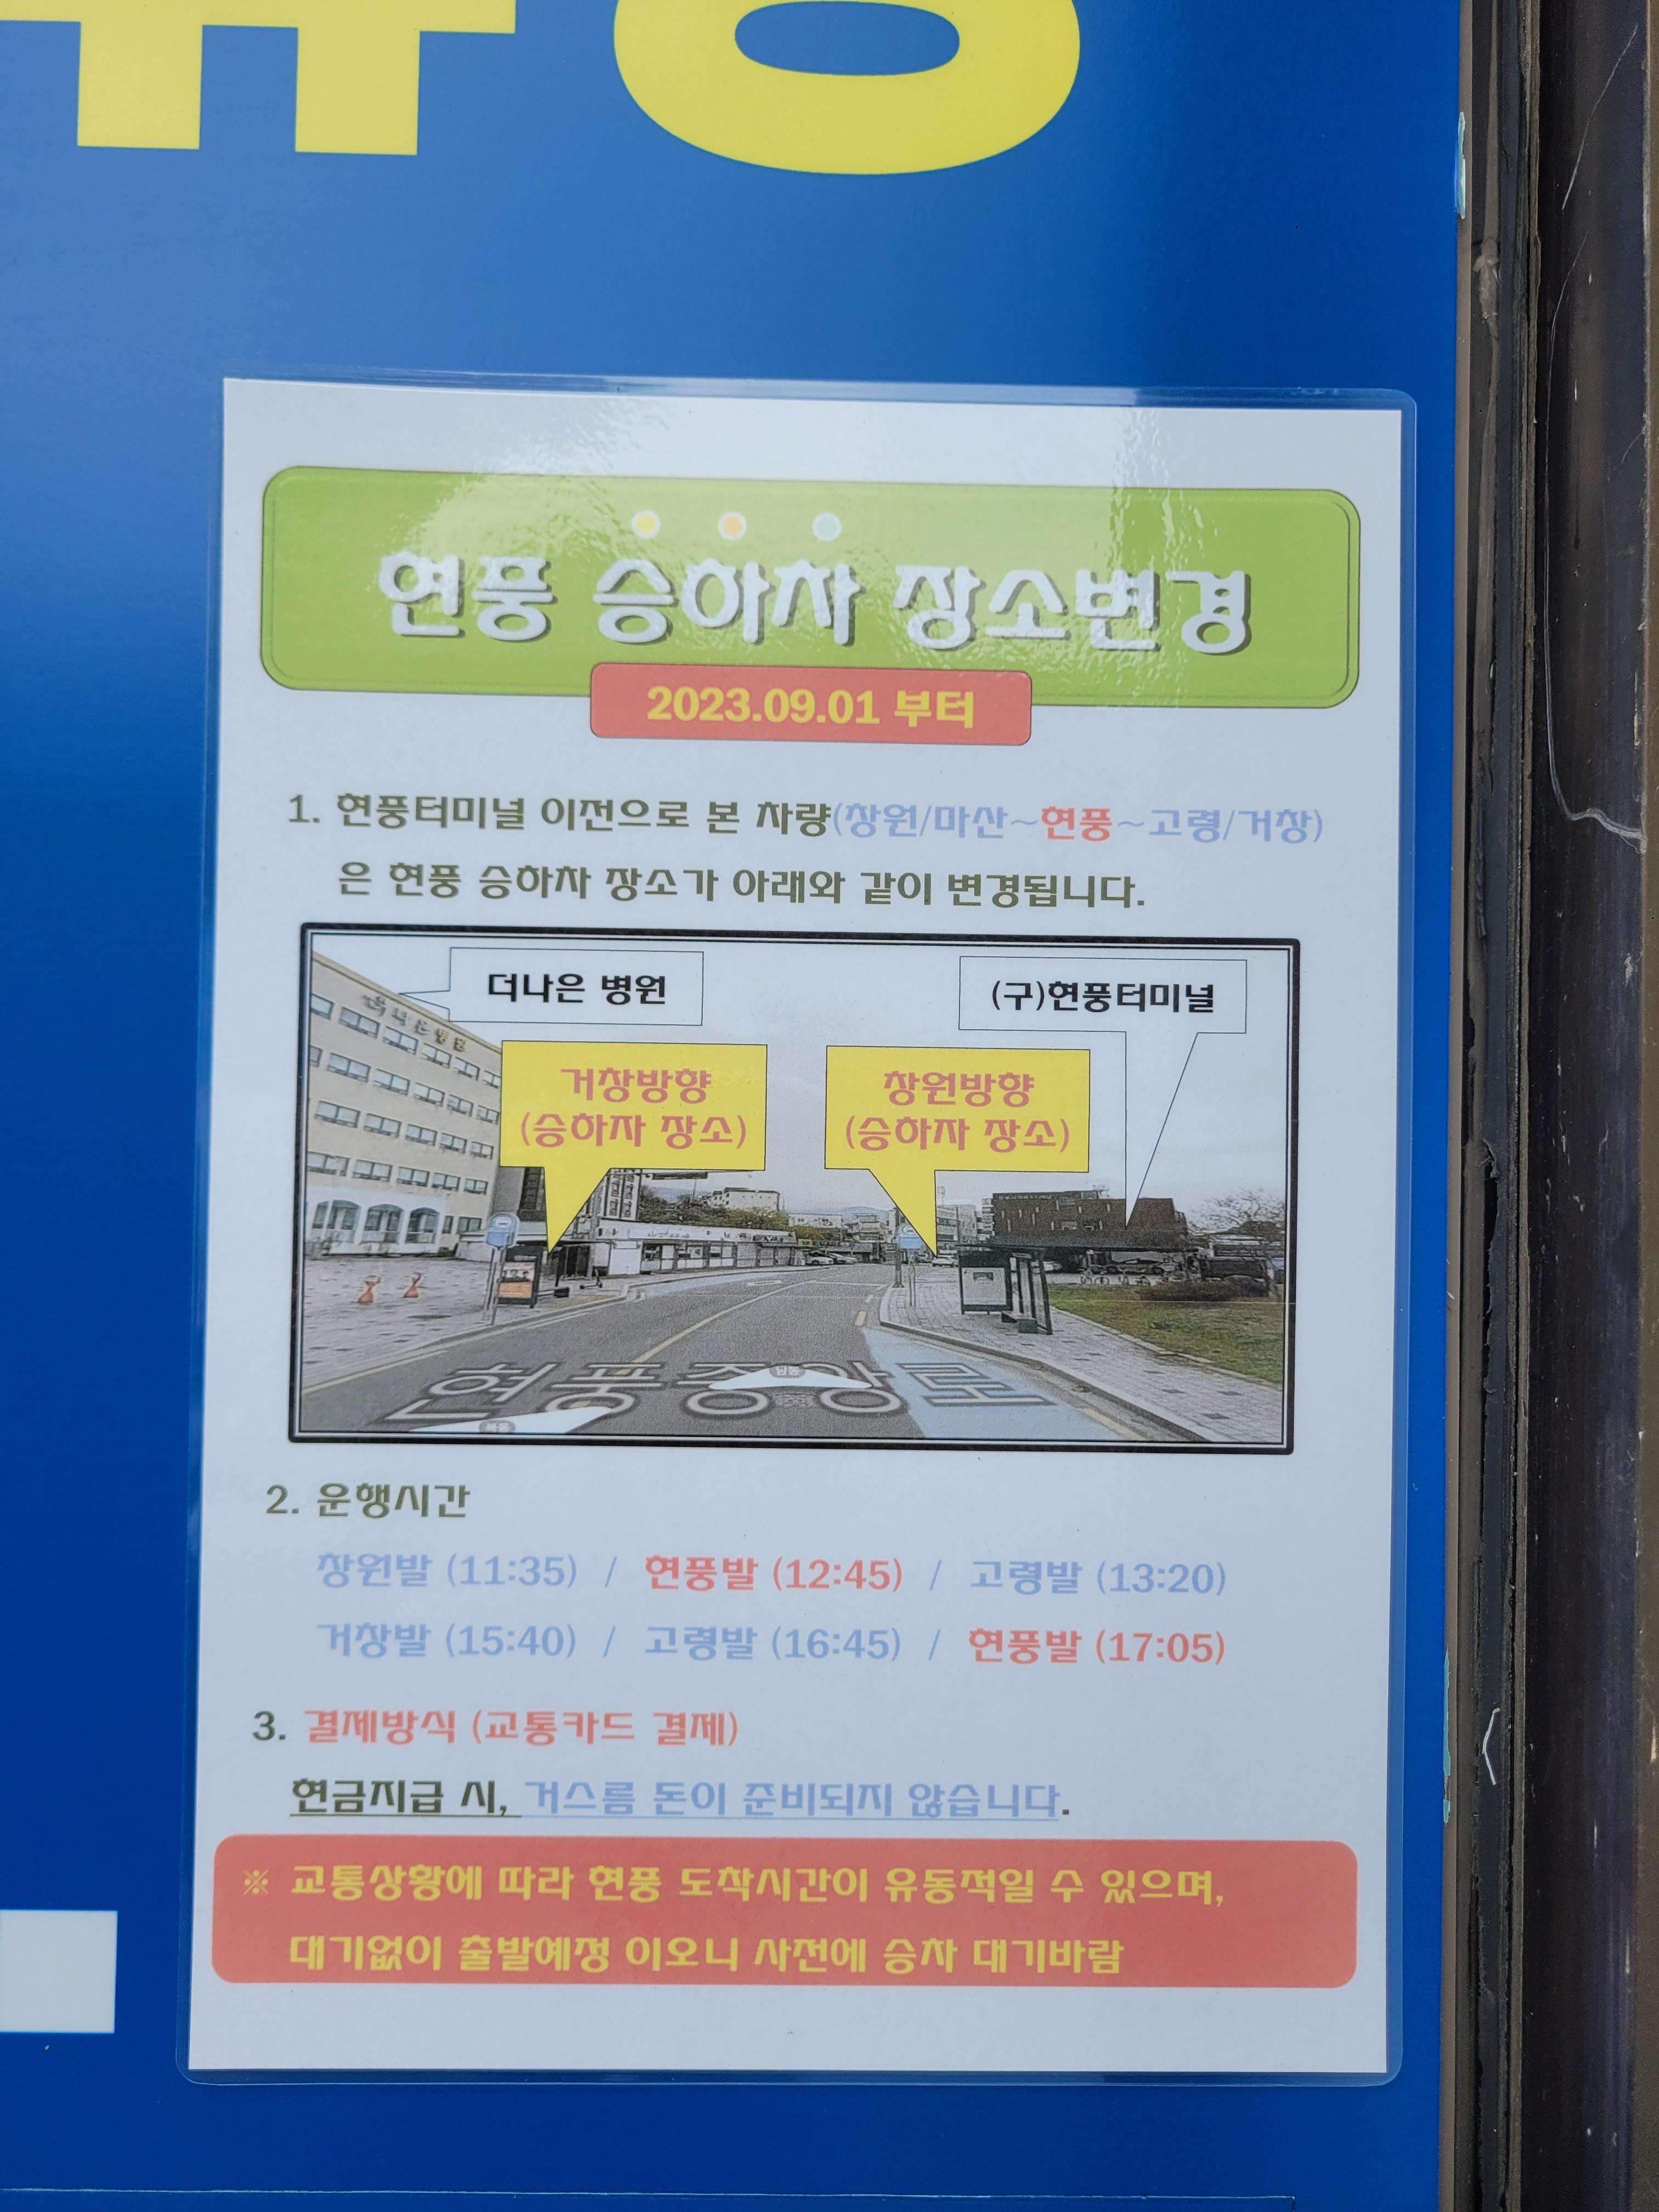 현풍 승하차 장소변경
2023.09.01 부터
1. 현풍터미널 이전으로 본 차량(창원/마산~현풍~고령/거창)
은 현풍 승하차 장소가 아래와 같이 변경됩니다.
더나은 병원
(구)현풍터미널
거창방향
(승하자 장소)
창원방향
(승하자 장소)
현풍중앙로
2. 운행시간
창원발 (11:35) / 현풍발 (12:45) / 고령발 (13:20)
거창발 (15:40) / 고령발 (16:45) / 현풍발 (17:05)
3. 결제방식 (교통카드 결제)
현금지급 시, 거스름 돈이 준비되지 않습니다.
※ 교통상황에 따라 현풍 도착시간이 유동적일 수 있으며,
대기없이 출발예정 이오니 사전에 승차 대기바람